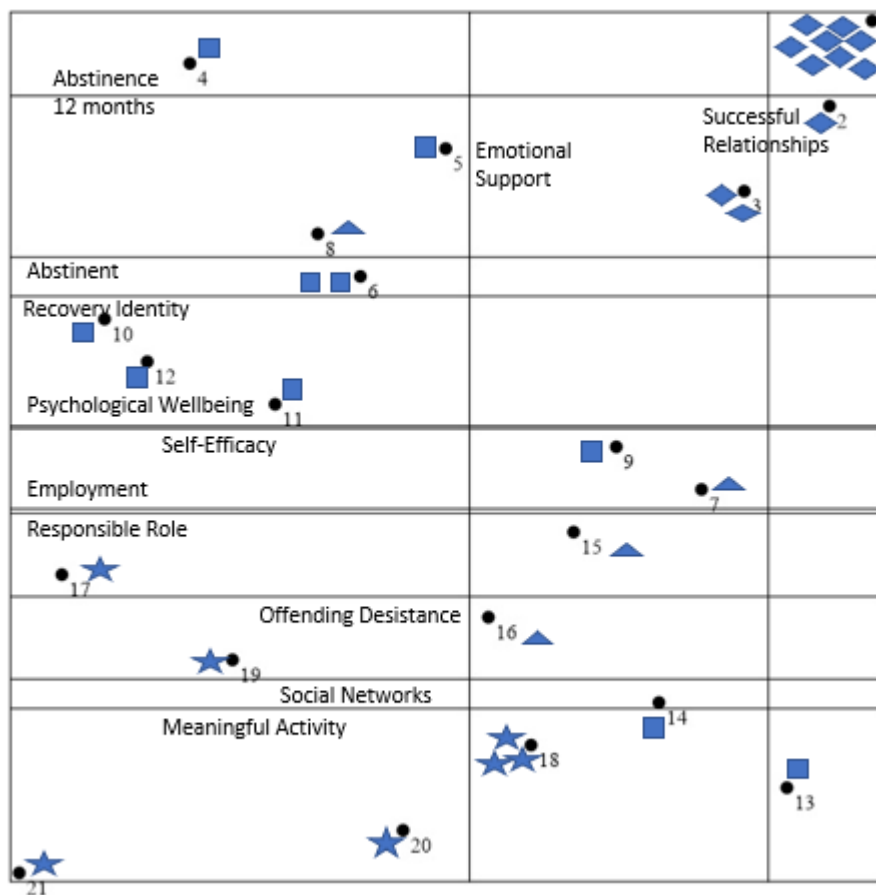 4
Abstinence
12 months
Successful
2
Relationships
5
Emotional
Support
3
8
Abstinent
6
Recovery Identity
10
12
Psychological Wellbeing
11
Self-Efficacy
9
Employment
7
Responsible Role
15
17
Offending Desistance
16
19
Social Networks
14
Meaningful Activity
18
13
20
21